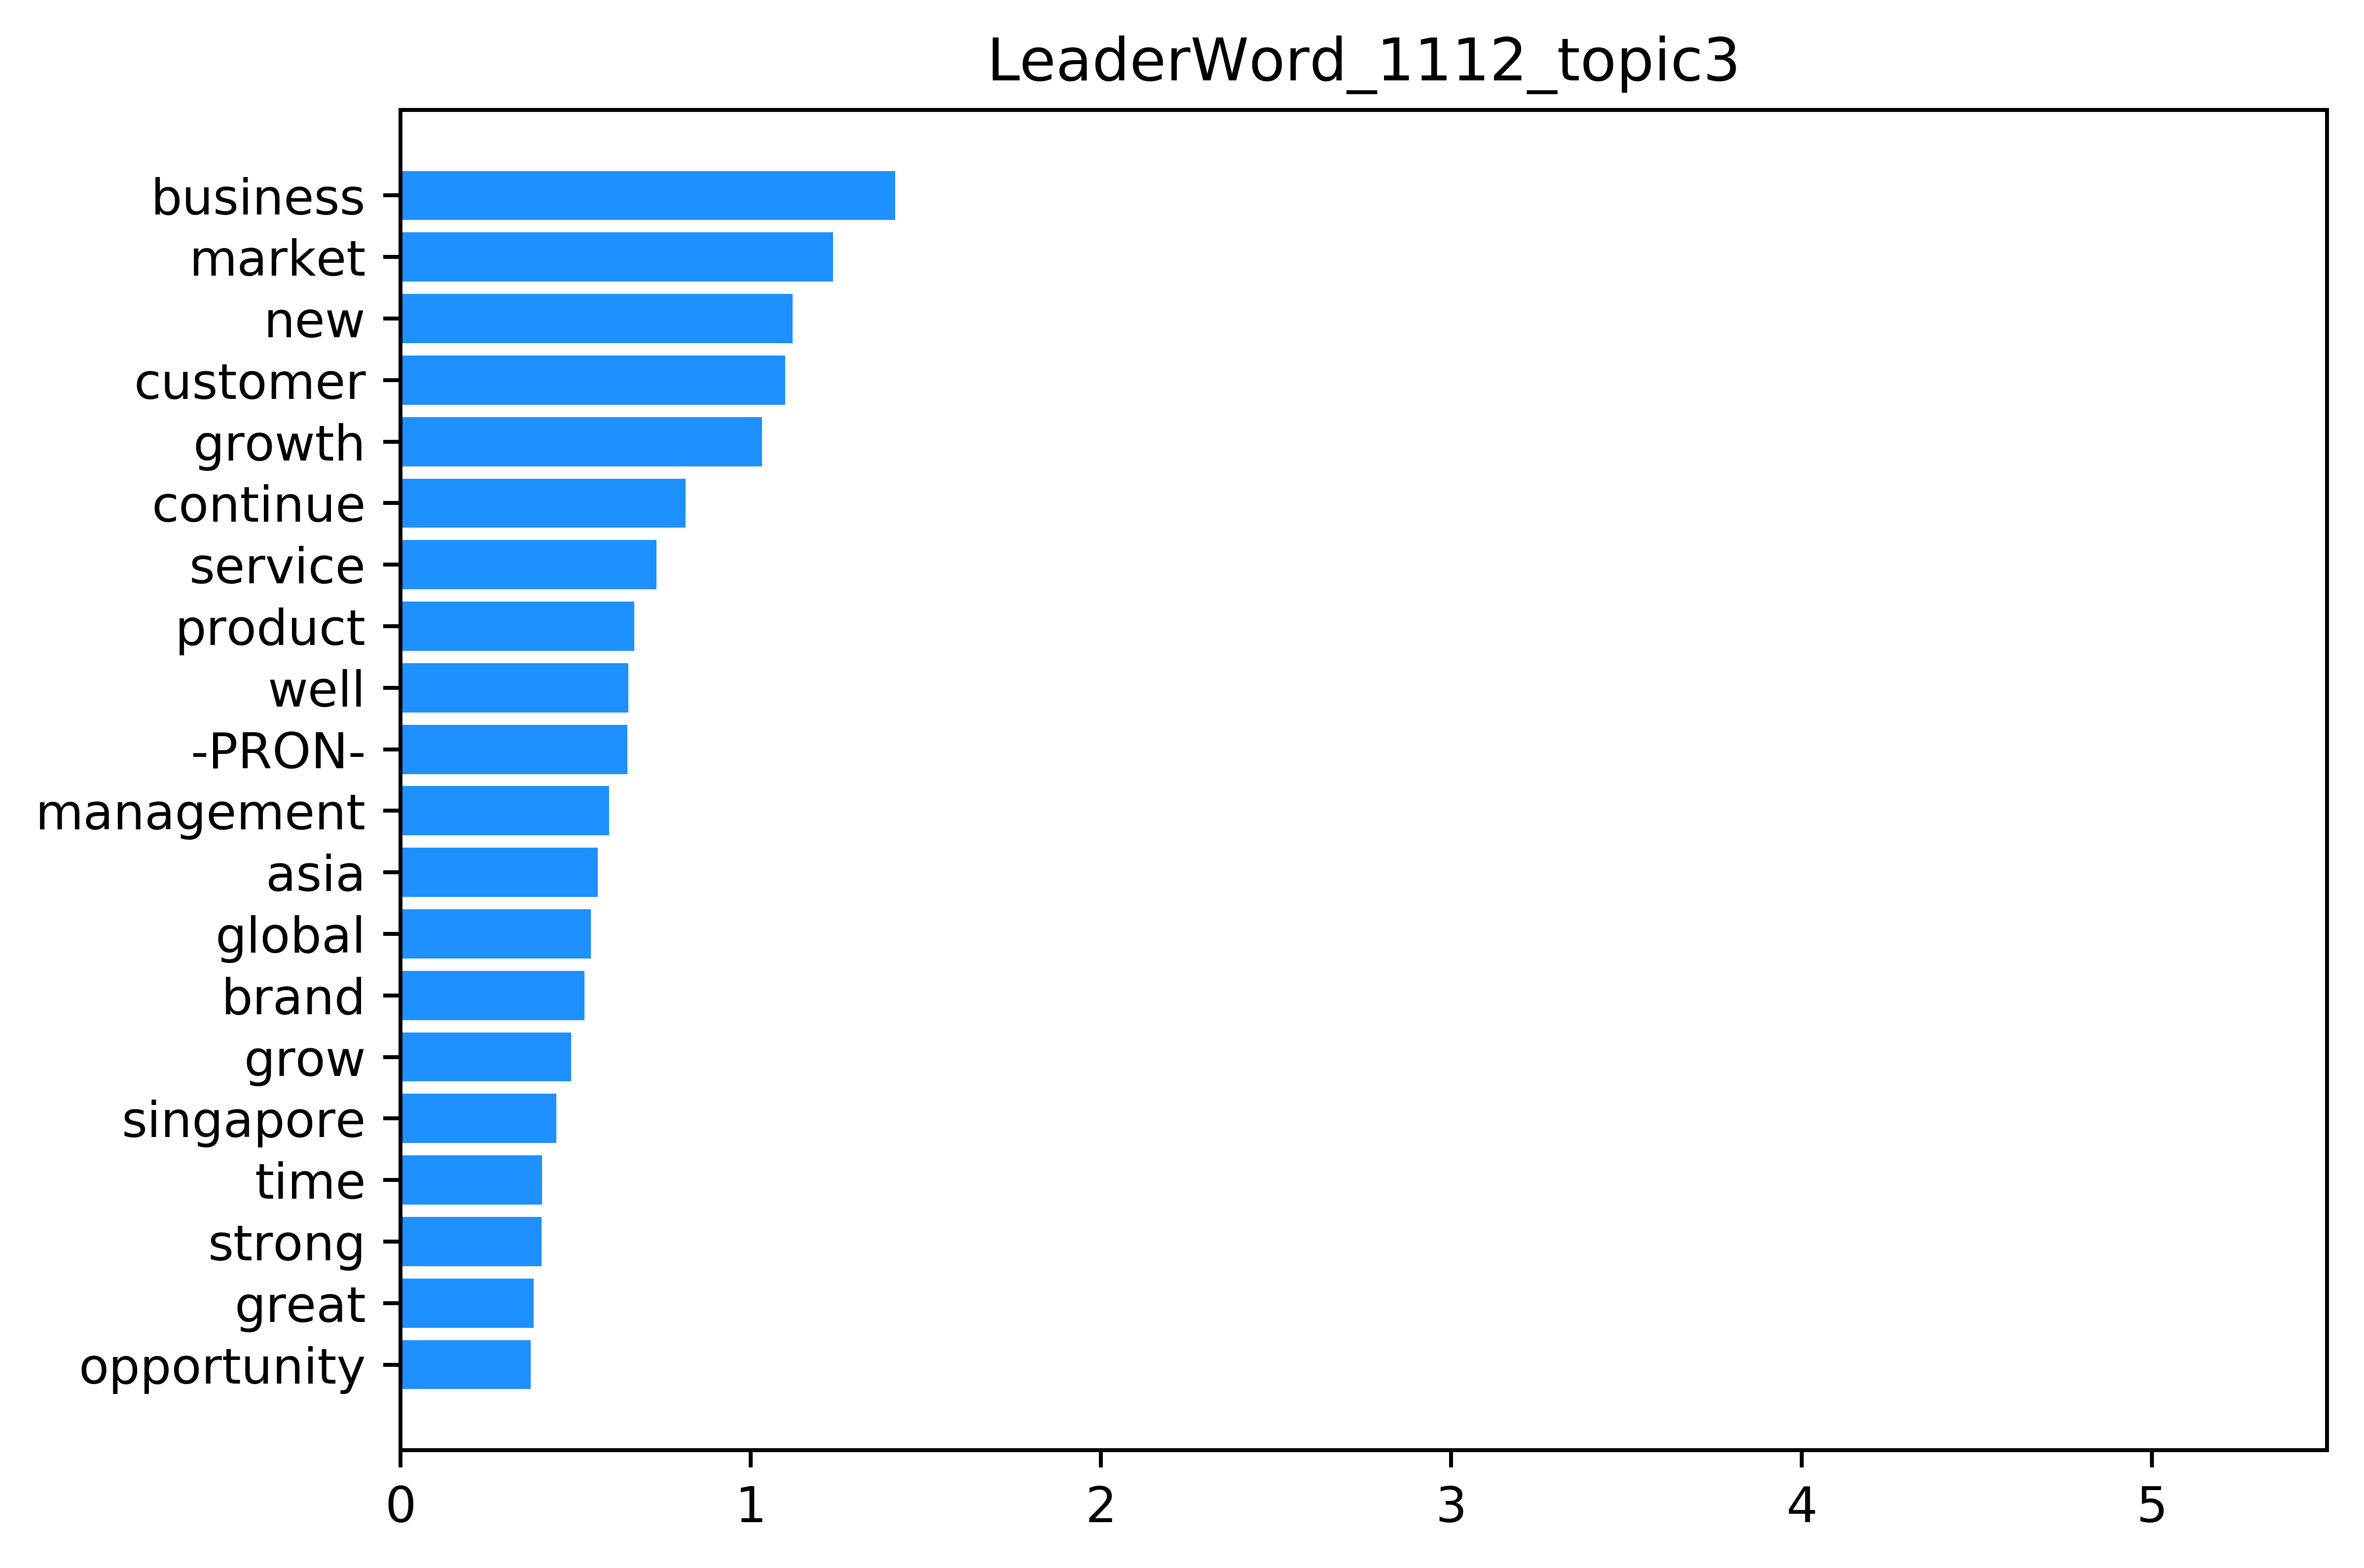 LeaderWord_1112_topic3
business
market
new
customer
growth
continue
service
product
well
-PRON-
management
asia
global
brand
grow
singapore
time
strong
great
opportunity
0 1 2 3 4 5